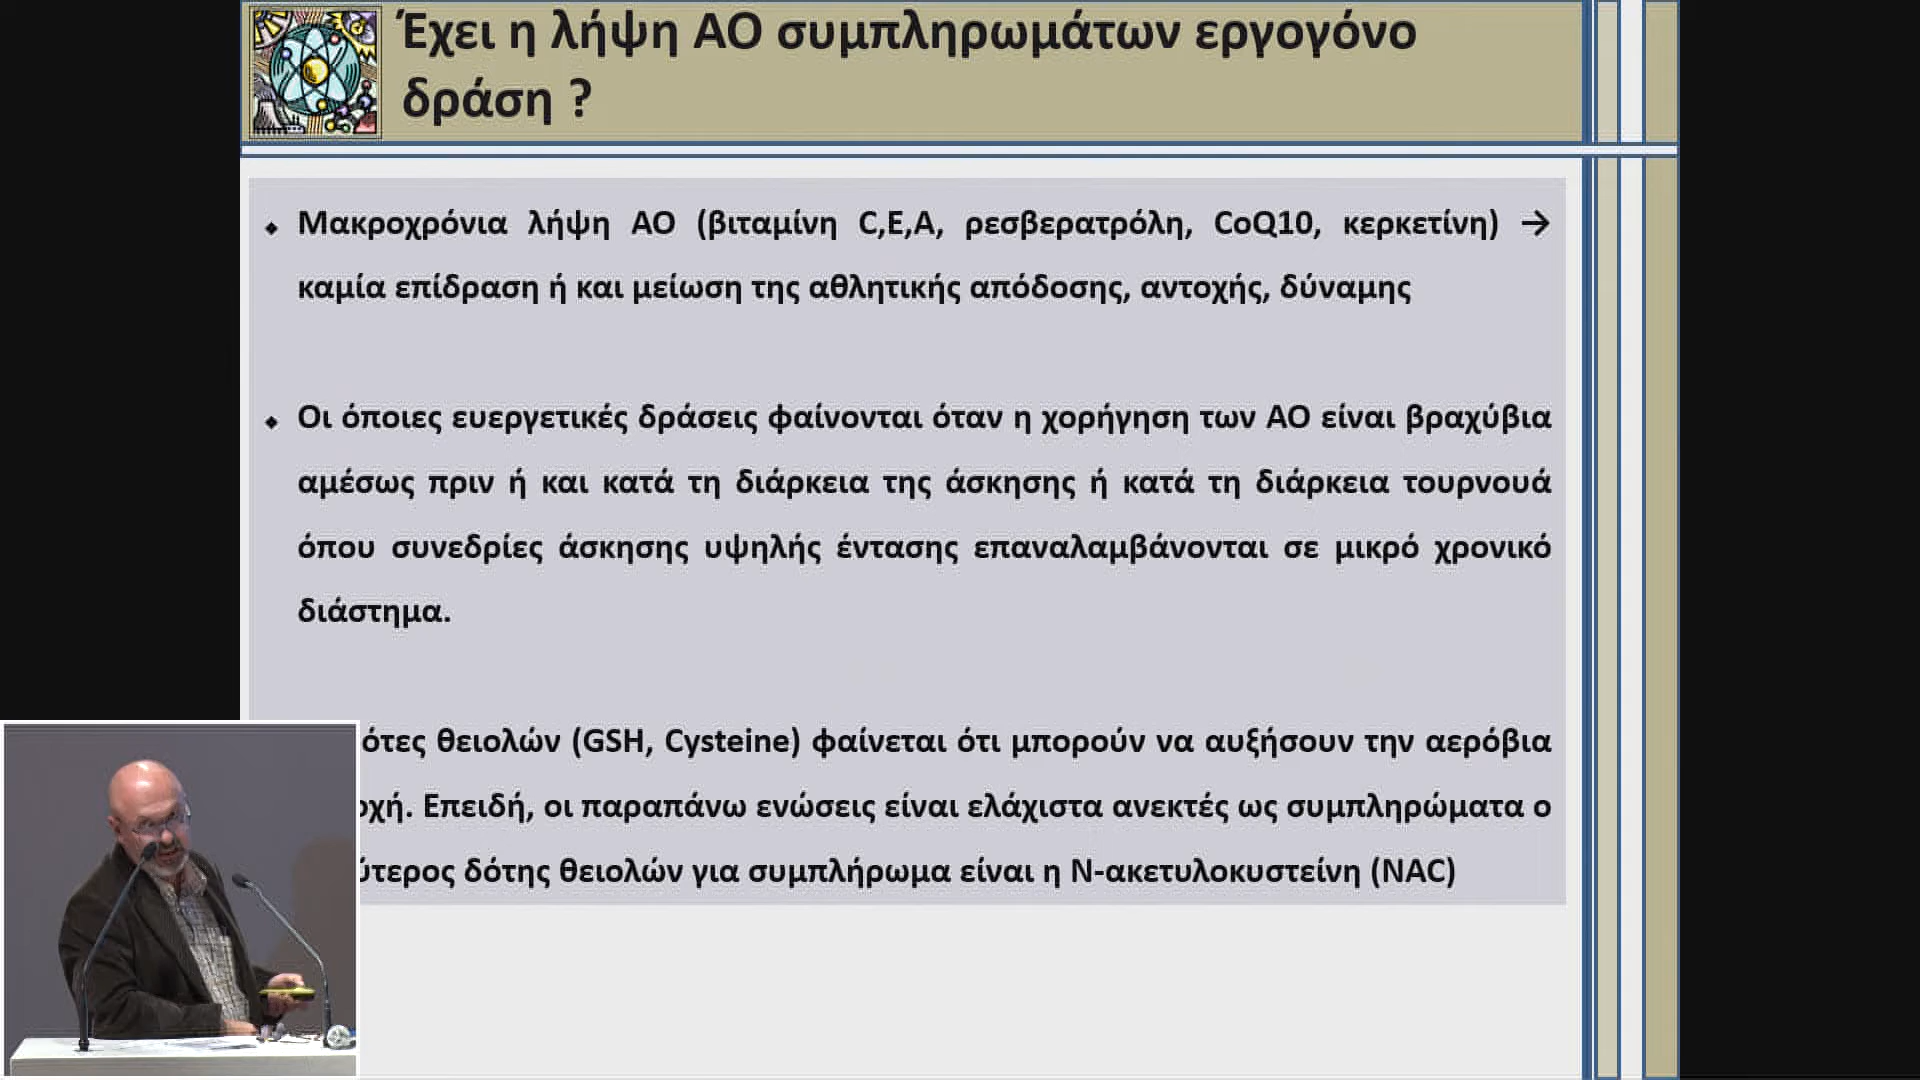 Έχει η λήψη ΑΟ συμπληρωμάτων εργογόνο
δράση ?
Μακροχρόνια λήψη ΑΟ (βιταμίνη C,E,A, ρεσβερατρόλη, CoQ10, κερκετίνη) →
καμία επίδραση ή και μείωση της αθλητικής απόδοσης, αντοχής, δύναμης
Οι όποιες ευεργετικές δράσεις φαίνονται όταν η χορήγηση των ΑΟ είναι βραχύβια
αμέσως πριν ή και κατά τη διάρκεια της άσκησης ή κατά τη διάρκεια τουρνουά
όπου συνεδρίες άσκησης υψηλής έντασης επαναλαμβάνονται σε μικρό χρονικό
διάστημα.
θειολών (GSH, Cysteine) φαίνεται ότι μπορούν να αυξήσουν την αερόβια
Επειδή, οι παραπάνω ενώσεις είναι ελάχιστα ανεκτές ως συμπληρώματα ο
δότης θειολών για συμπλήρωμα είναι η Ν-ακετυλοκυστεΐνη (NAC)